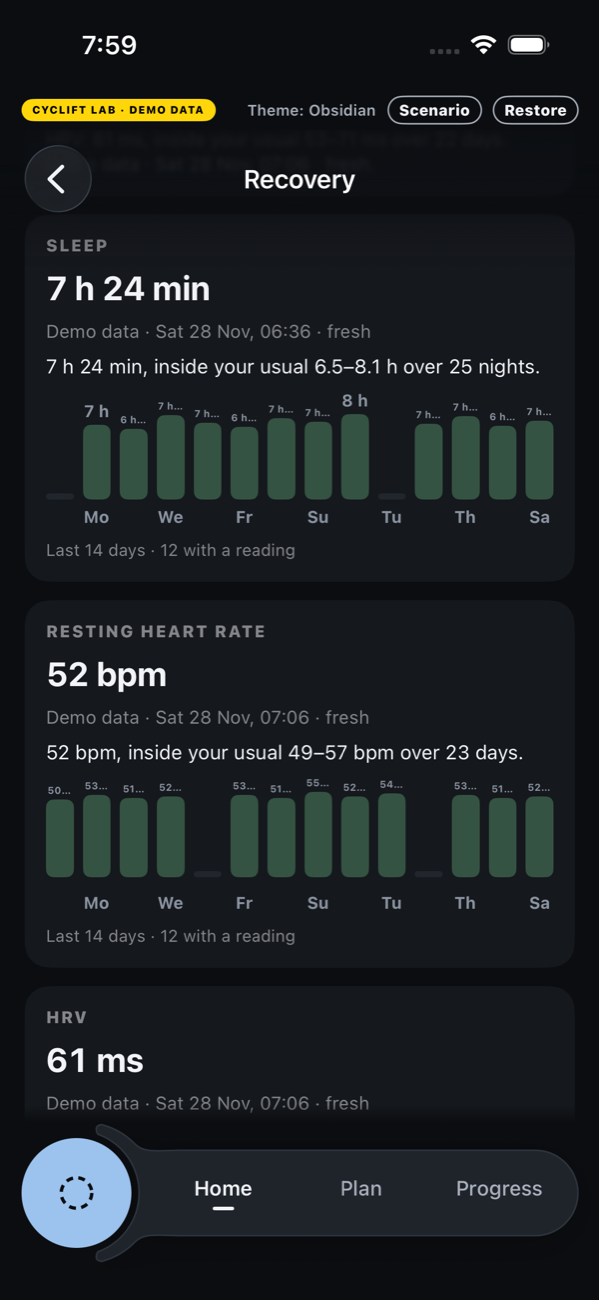 7:59
CYCLIFT LAB · DEMO DATA Theme: Obsidian Scenario Restore
Recovery
SLEEP
7 h 24 min
Demo data · Sat 28 Nov, 06:36 · fresh
7 h 24 min, inside your usual 6.5–8.1 h over 25 nights.
7 h 6 h... 7 h... 7 h... 6 h... 7 h... 7 h... 8 h 7 h... 7 h... 6 h... 7 h...
Mo We Fr Su Tu Th Sa
Last 14 days · 12 with a reading
RESTING HEART RATE
52 bpm
Demo data · Sat 28 Nov, 07:06 · fresh
52 bpm, inside your usual 49–57 bpm over 23 days.
50... 53... 51... 52... 53... 51... 55... 52... 54... 53... 51... 52...
Mo We Fr Su Tu Th Sa
Last 14 days · 12 with a reading
HRV
61 ms
Demo data · Sat 28 Nov, 07:06 · fresh
Home Plan Progress